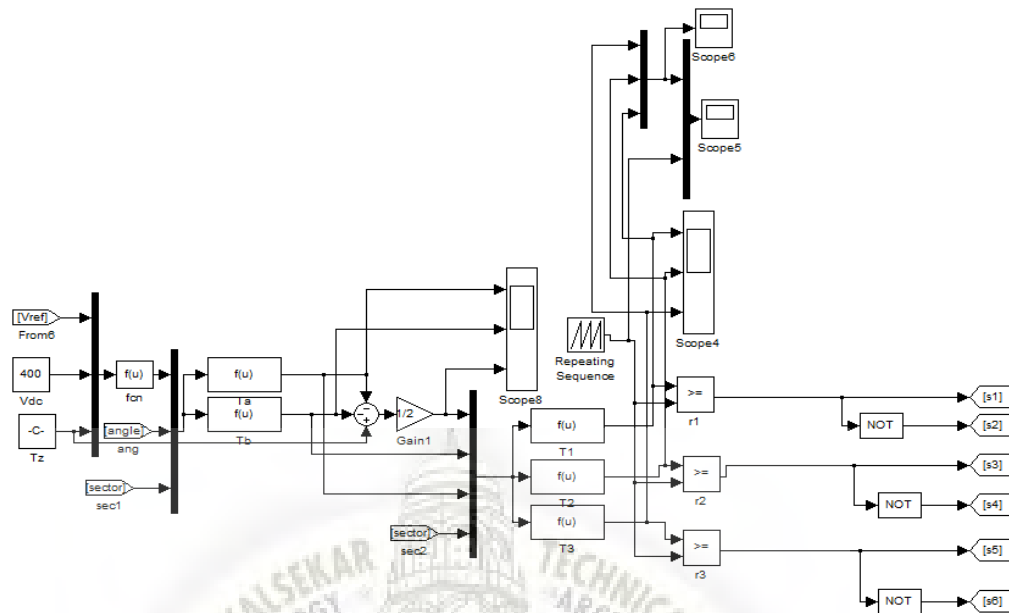 Scope6
Scope5
Scope4
[Vref]
From6
400
Vdc
-C-
Tz
f(u)
fcn
[angle]
ang
[sector]
sec1
f(u)
Ta
f(u)
Tb
1/2
Gain1
Scope8
[sector]
sec2
Repeating
Sequence
f(u)
T1
f(u)
T2
f(u)
T3
>=
r1
>=
r2
>=
r3
NOT
NOT
NOT
[s1]
[s2]
[s3]
[s4]
[s5]
[s6]
ALSEKAR
TECHNIC